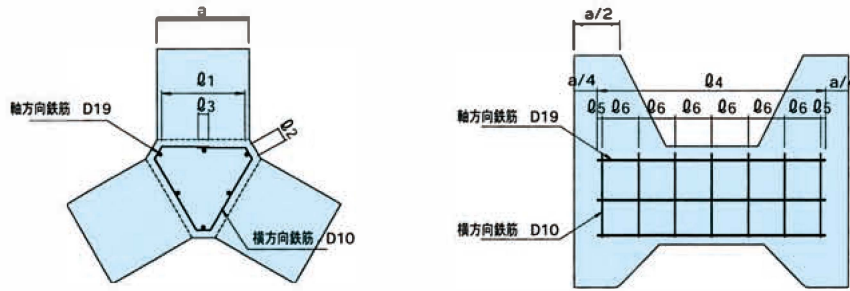 a
ℓ1
ℓ3
ℓ2
軸方向鉄筋 D19
横方向鉄筋 D10
a/2
a/4
ℓ4
a/4
ℓ5 ℓ6 ℓ6 ℓ6 ℓ6 ℓ6 ℓ5
軸方向鉄筋 D19
横方向鉄筋 D10